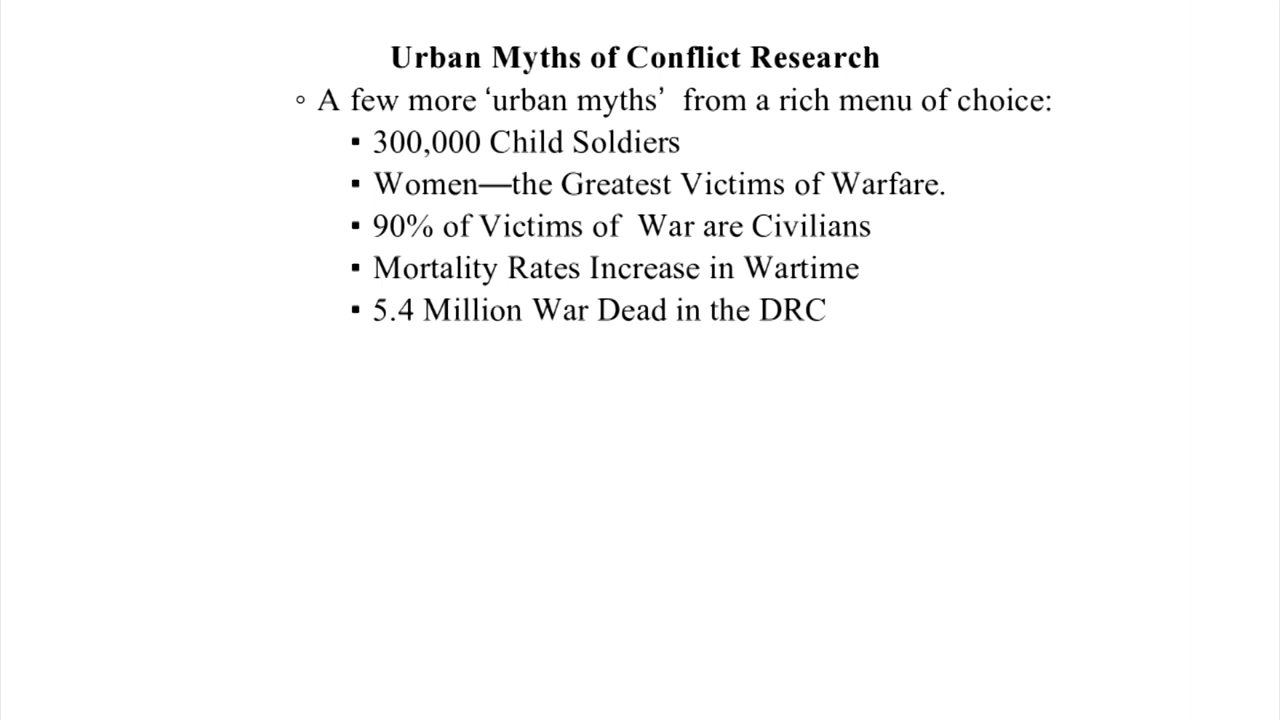 Urban Myths of Conflict Research
◦ A few more ‘urban myths’ from a rich menu of choice:
▪ 300,000 Child Soldiers
▪ Women—the Greatest Victims of Warfare.
▪ 90% of Victims of War are Civilians
▪ Mortality Rates Increase in Wartime
▪ 5.4 Million War Dead in the DRC